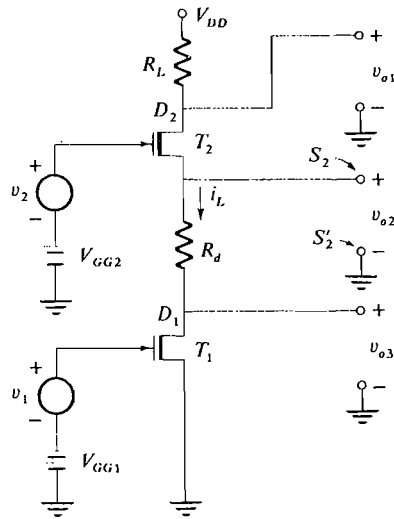 V_DD
R_L
+
D_2
v_o1
−
T_2
+
v_2
−
S_2
+
i_L
v_o2
V_GG2
R_d
S'_2
−
D_1
+
T_1
v_o3
+
v_1
−
−
V_GG1